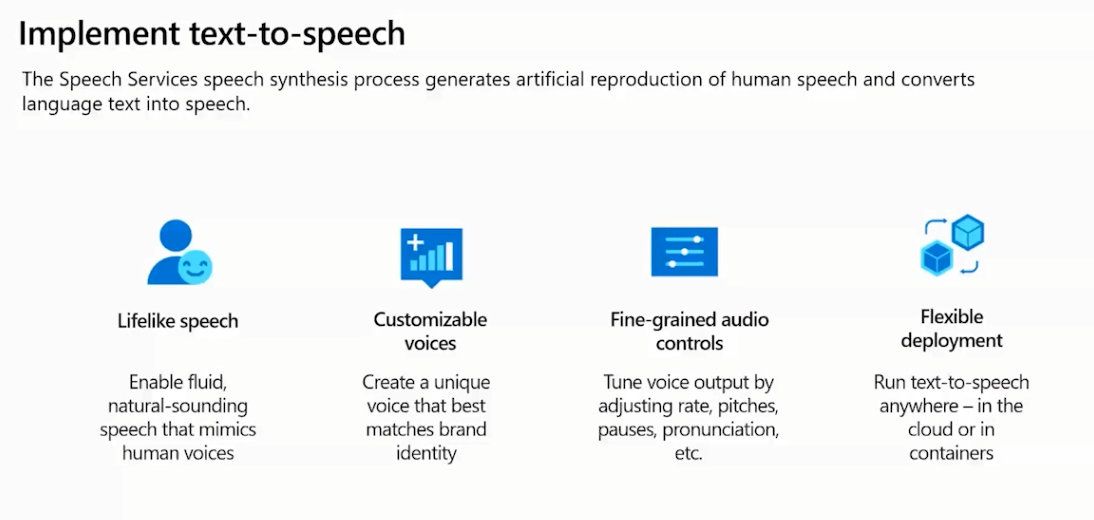 Implement text-to-speech
The Speech Services speech synthesis process generates artificial reproduction of human speech and converts
language text into speech.
Lifelike speech
Enable fluid,
natural-sounding
speech that mimics
human voices
Customizable
voices
Create a unique
voice that best
matches brand
identity
Fine-grained audio
controls
Tune voice output by
adjusting rate, pitches,
pauses, pronunciation,
etc.
Flexible
deployment
Run text-to-speech
anywhere – in the
cloud or in
containers